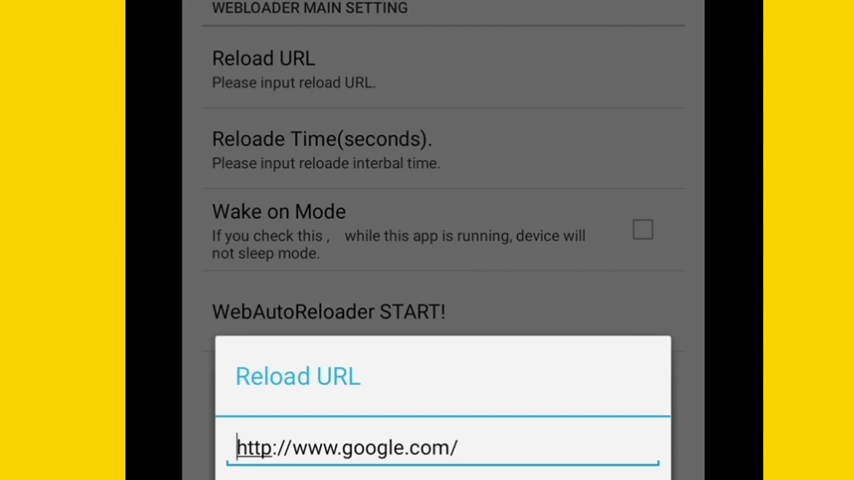 WEBLOADER MAIN SETTING
Reload URL
Please input reload URL.
Reloade Time(seconds).
Please input reloade interbal time.
Wake on Mode
If you check this ,   while this app is running, device will
not sleep mode.
WebAutoReloader START!
Reload URL
http://www.google.com/